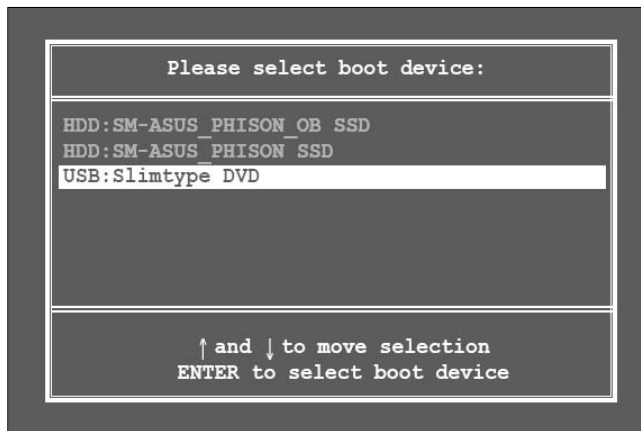 Please select boot device:
HDD:SM-ASUS_PHISON_OB SSD
HDD:SM-ASUS_PHISON SSD
USB:Slimtype DVD
↑ and ↓ to move selection
ENTER to select boot device